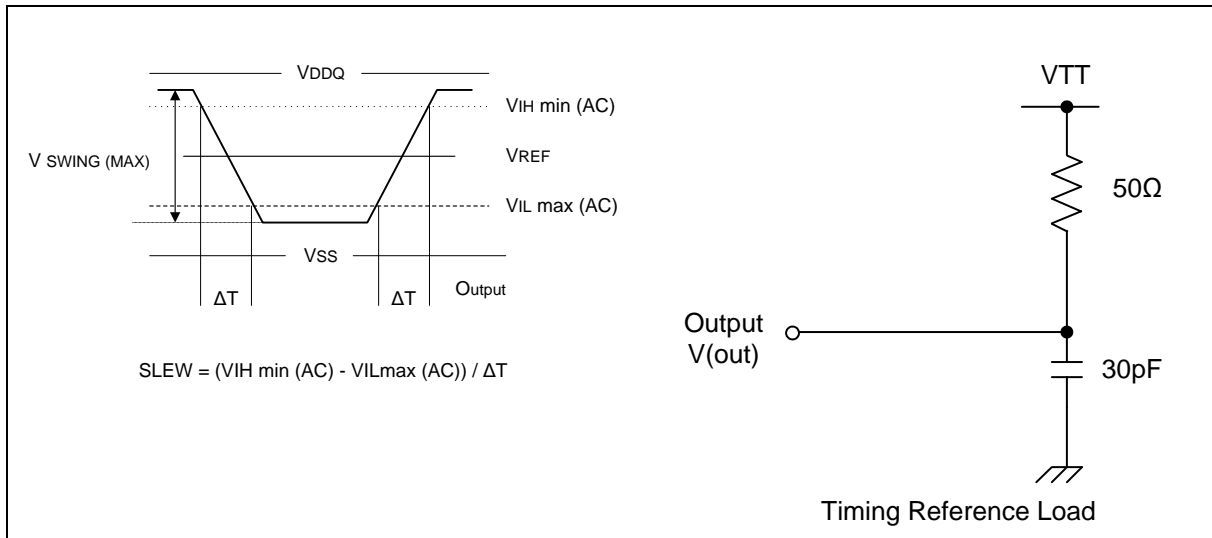 VDDQ
VIH min (AC)
V SWING (MAX)
VREF
VIL max (AC)
VSS
Output
ΔT
ΔT
SLEW = (VIH min (AC) - VILmax (AC)) / ΔT
VTT
50Ω
Output
V(out)
30pF
Timing Reference Load